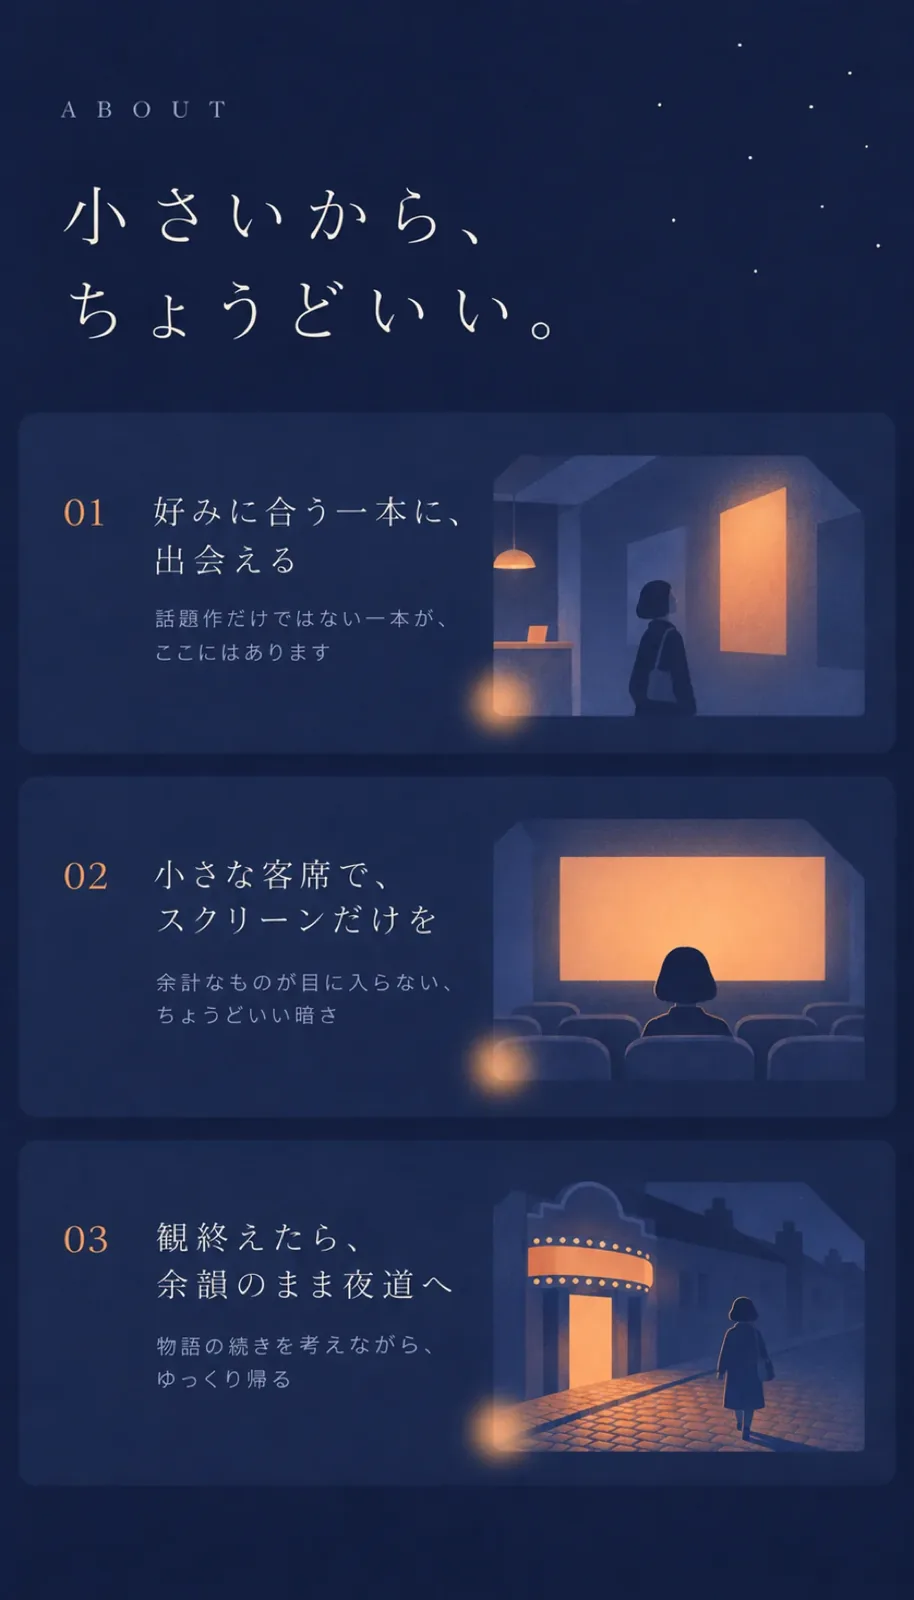 ABOUT
小さいから、
ちょうどいい。
01
好みに合う一本に、
出会える
話題作だけではない一本が、
ここにはあります
02
小さな客席で、
スクリーンだけを
余計なものが目に入らない、
ちょうどいい暗さ
03
観終えたら、
余韻のまま夜道へ
物語の続きを考えながら、
ゆっくり帰る